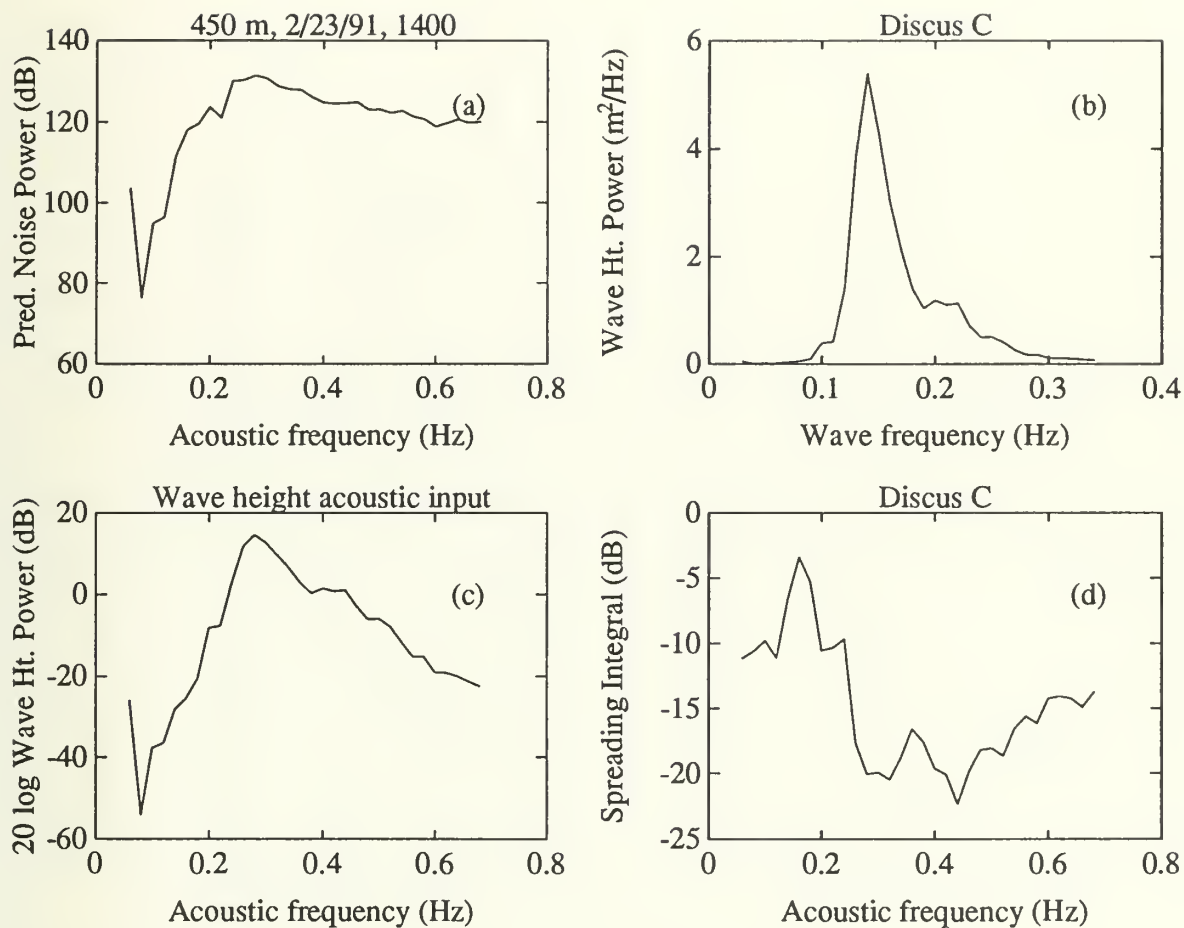 450 m, 2/23/91, 1400
Pred. Noise Power (dB)
140
120
100
80
60
0
0.2
0.4
0.6
0.8
(a)
Acoustic frequency (Hz)
Discus C
Wave Ht. Power (m²/Hz)
6
4
2
0
0
0.1
0.2
0.3
0.4
(b)
Wave frequency (Hz)
Wave height acoustic input
20 log Wave Ht. Power (dB)
20
0
-20
-40
-60
0
0.2
0.4
0.6
0.8
(c)
Acoustic frequency (Hz)
Discus C
Spreading Integral (dB)
0
-5
-10
-15
-20
-25
0
0.2
0.4
0.6
0.8
(d)
Acoustic frequency (Hz)